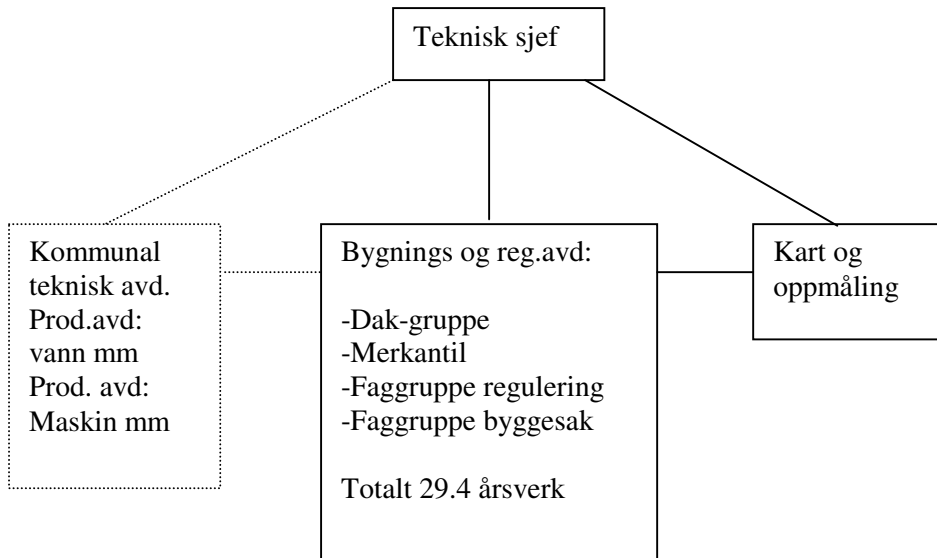 Teknisk sjef
Kommunal
teknisk avd.
Prod.avd:
vann mm
Prod. avd:
Maskin mm
Bygnings og reg.avd:
-Dak-gruppe
-Merkantil
-Faggruppe regulering
-Faggruppe byggesak
Totalt 29.4 årsverk
Kart og
oppmåling